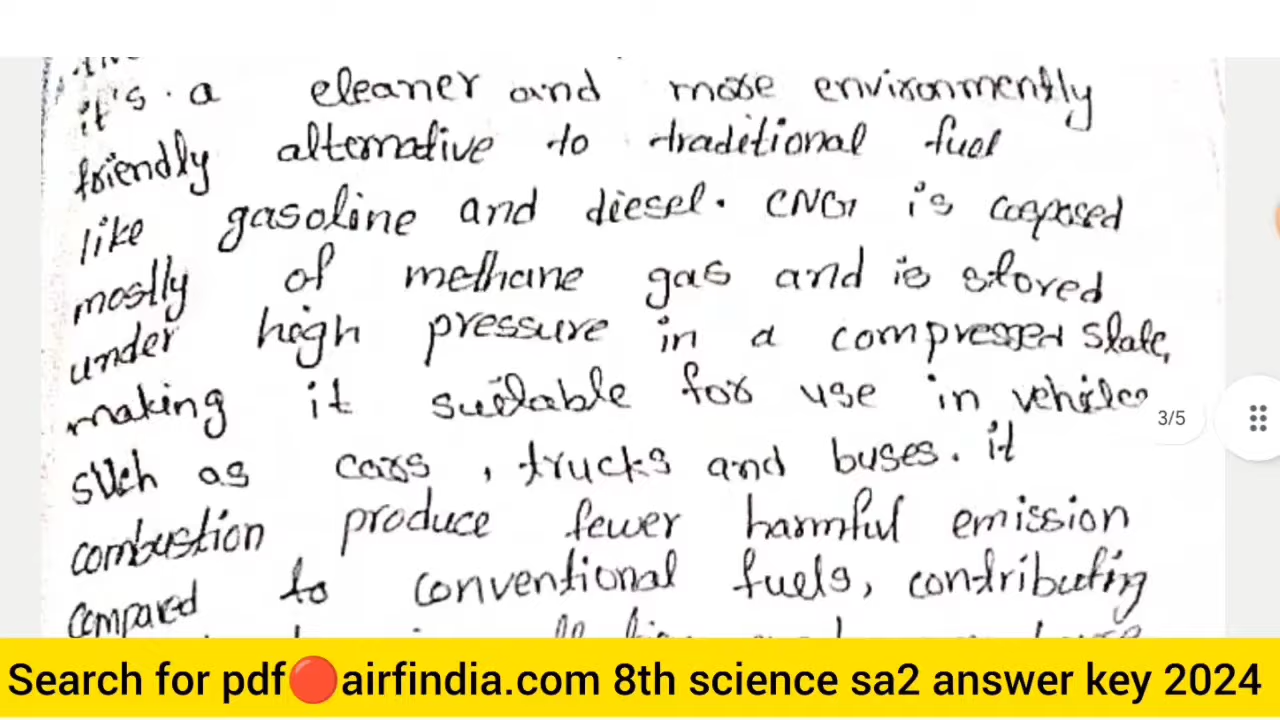 it's . a eleaner and more environmently
friendly alternative to traditional fuel
like gasoline and diesel. CNG is cosposed
mostly of methane gas and is stored
under high pressure in a compressed state,
making it suitable for use in vehicles
3/5
such as cars, trucks and buses. it
combustion produce fewer harmful emission
compared to conventional fuels, contributing
Search for pdf🔴airfindia.com 8th science sa2 answer key 2024